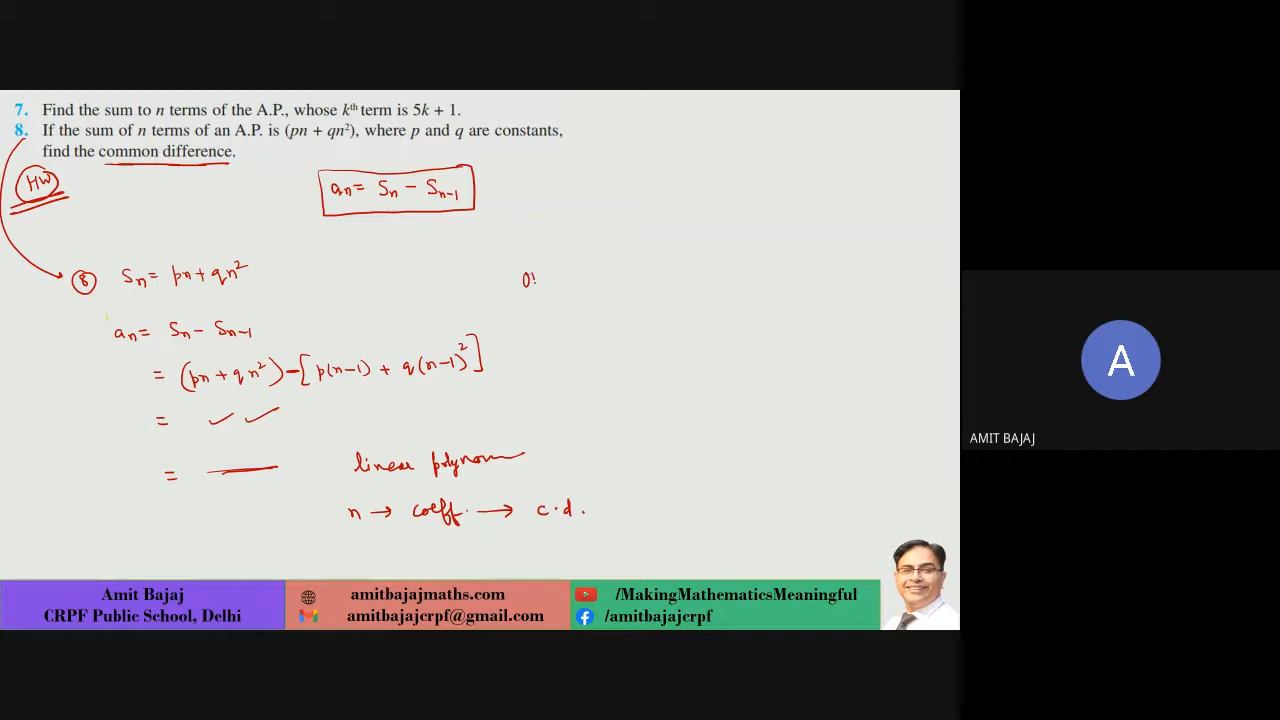 7. Find the sum to n terms of the A.P., whose kᵗʰ term is 5k + 1.
8. If the sum of n terms of an A.P. is (pn + qn²), where p and q are constants,
find the common difference.
HW
aₙ = Sₙ − Sₙ₋₁
⑧ Sₙ = pn + qn²
aₙ = Sₙ − Sₙ₋₁
= (pn + qn²) − [p(n−1) + q(n−1)²]
=
= linear polynom
n → coeff. → c.d.
AMIT BAJAJ
A
Amit Bajaj
CRPF Public School, Delhi
amitbajajmaths.com
amitbajajcrpf@gmail.com
/MakingMathematicsMeaningful
/amitbajajcrpf